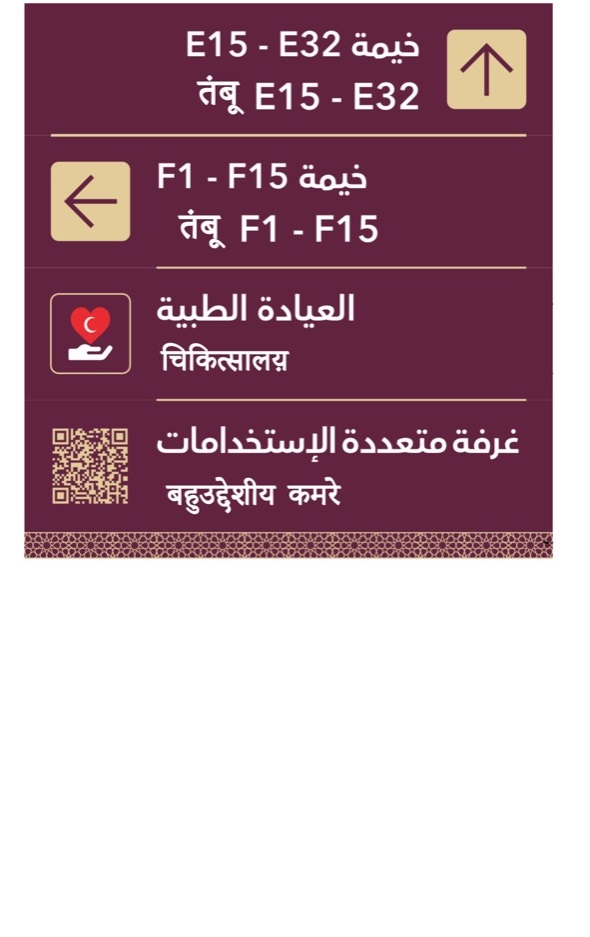 خيمة E15 - E32
तंबू E15 - E32
خيمة F1 - F15
तंबू F1 - F15
العيادة الطبية
चिकित्सालय़
غرفة متعددة الإستخدامات
बहुउद्देशीय कमरे